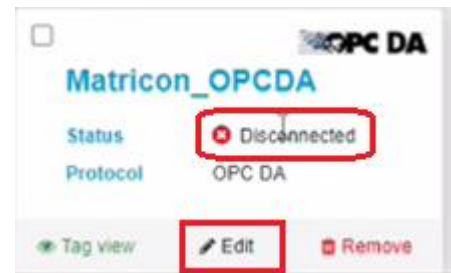 OPC DA
Matricon_OPCDA
Status Disconnected
Protocol OPC DA
Tag view Edit Remove